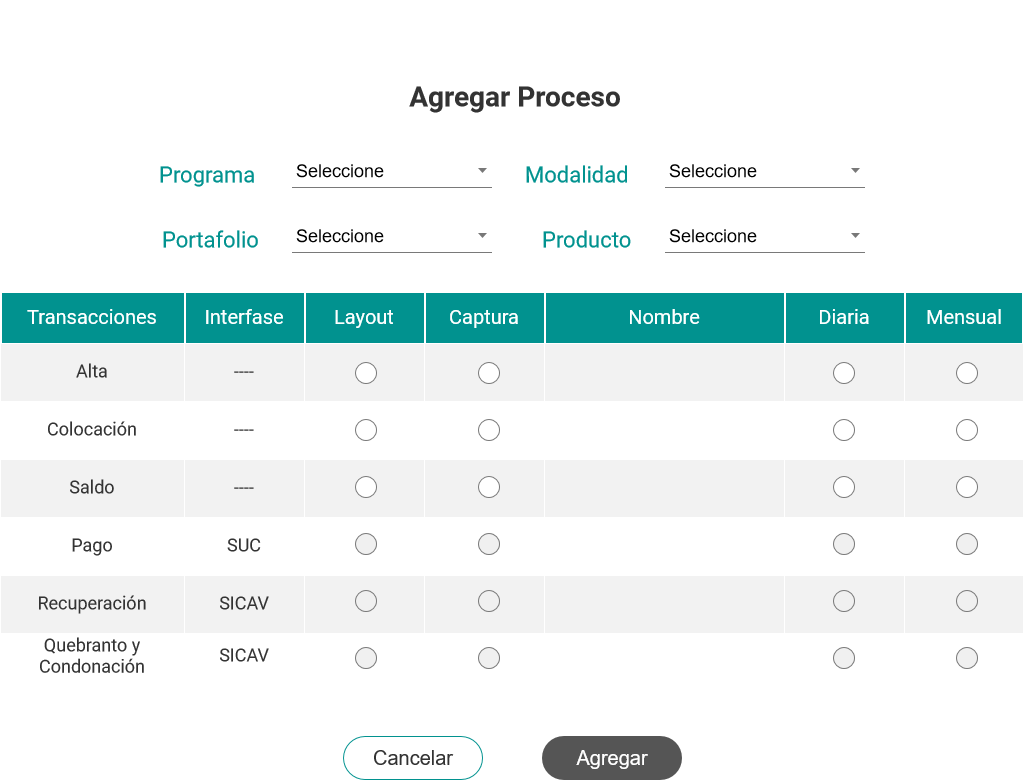 Agregar Proceso
Programa Seleccione Modalidad Seleccione
Portafolio Seleccione Producto Seleccione
Transacciones Interfase Layout Captura Nombre Diaria Mensual
Alta ----
Colocación ----
Saldo ----
Pago SUC
Recuperación SICAV
Quebranto y
Condonación SICAV
Cancelar Agregar